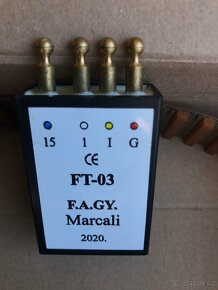 15 1 I G
CE
FT-03
F.A.GY.
Marcali
2020.